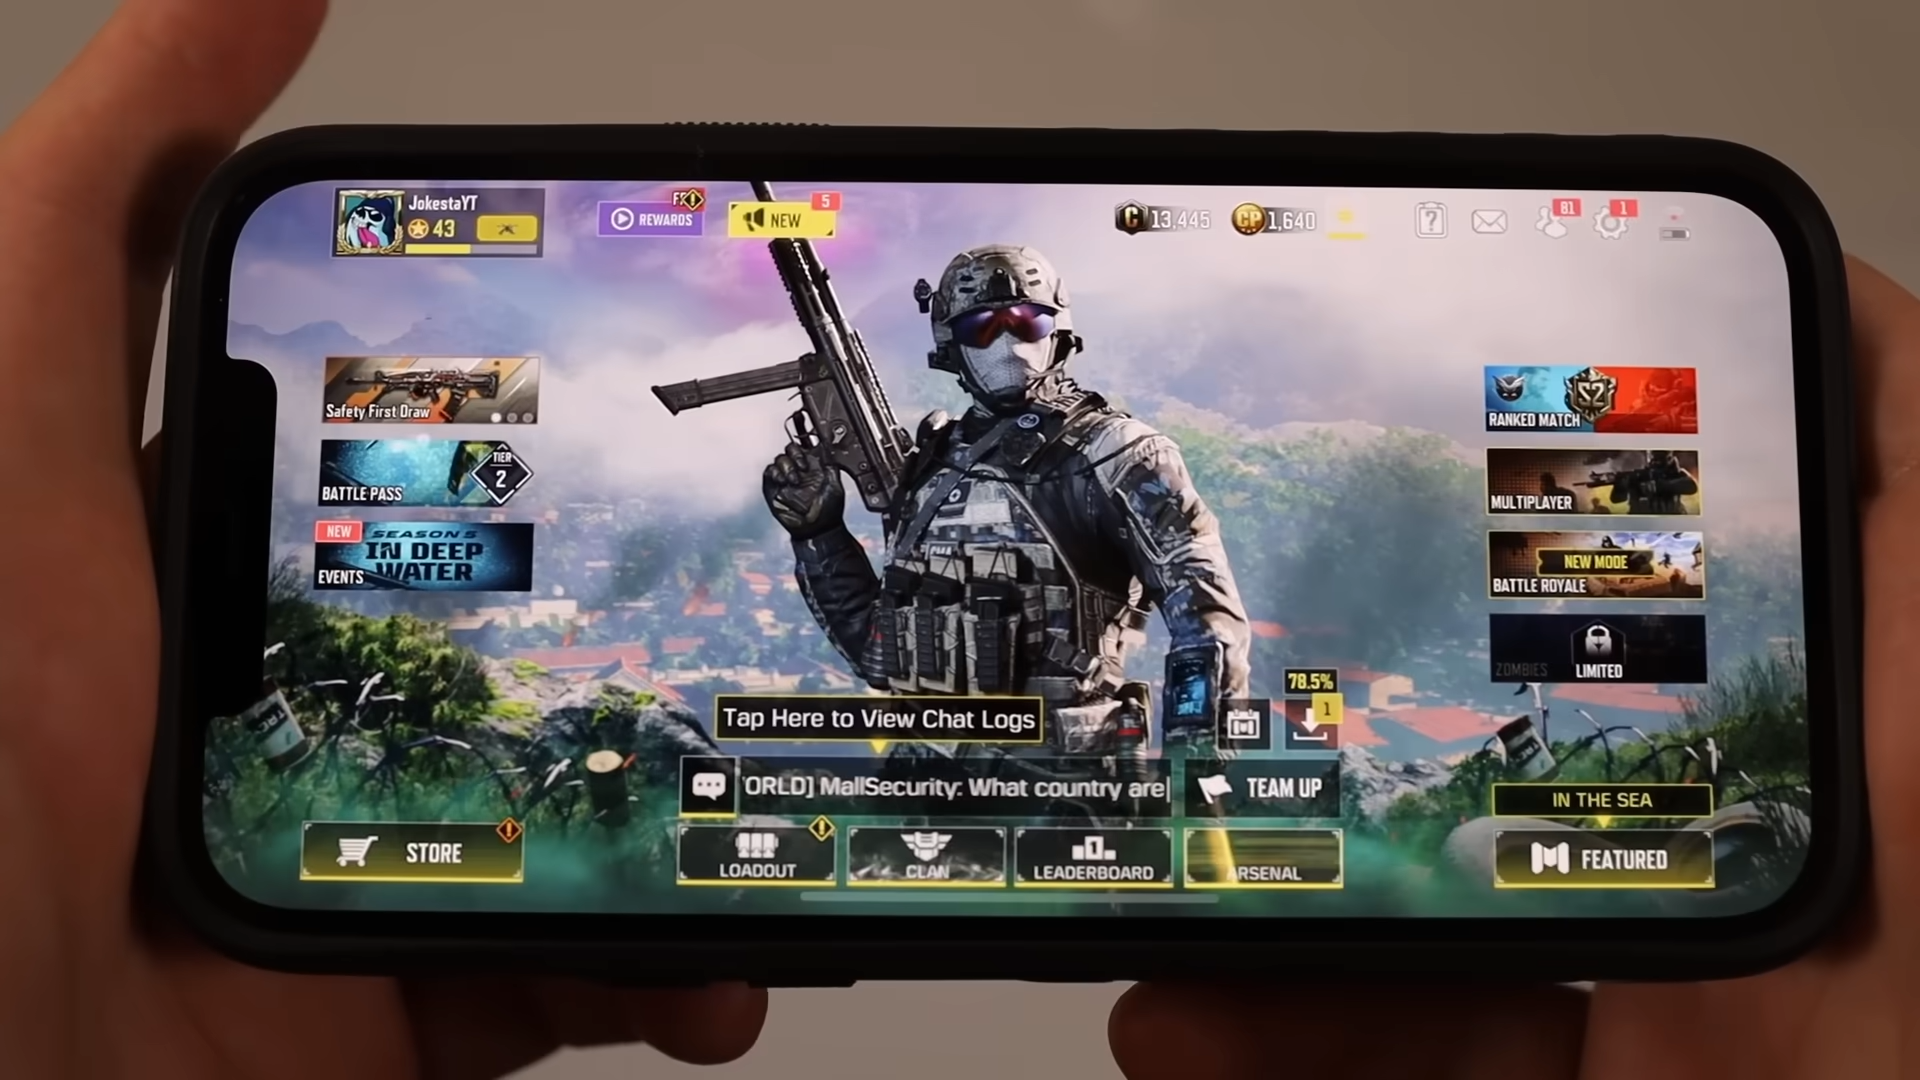 JokestaYT
43
REWARDS
NEW
5
13,445
CP
1,640
81
1
Safety First Draw
BATTLE PASS
TIER
2
NEW
IN DEEP
WATER
EVENTS
S2
RANKED MATCH
MULTIPLAYER
NEW MODE
BATTLE ROYALE
ZOMBIES
LIMITED
78.5%
1
Tap Here to View Chat Logs
ORLD] MallSecurity: What country are
TEAM UP
IN THE SEA
STORE
LOADOUT
CLAN
LEADERBOARD
ARSENAL
FEATURED